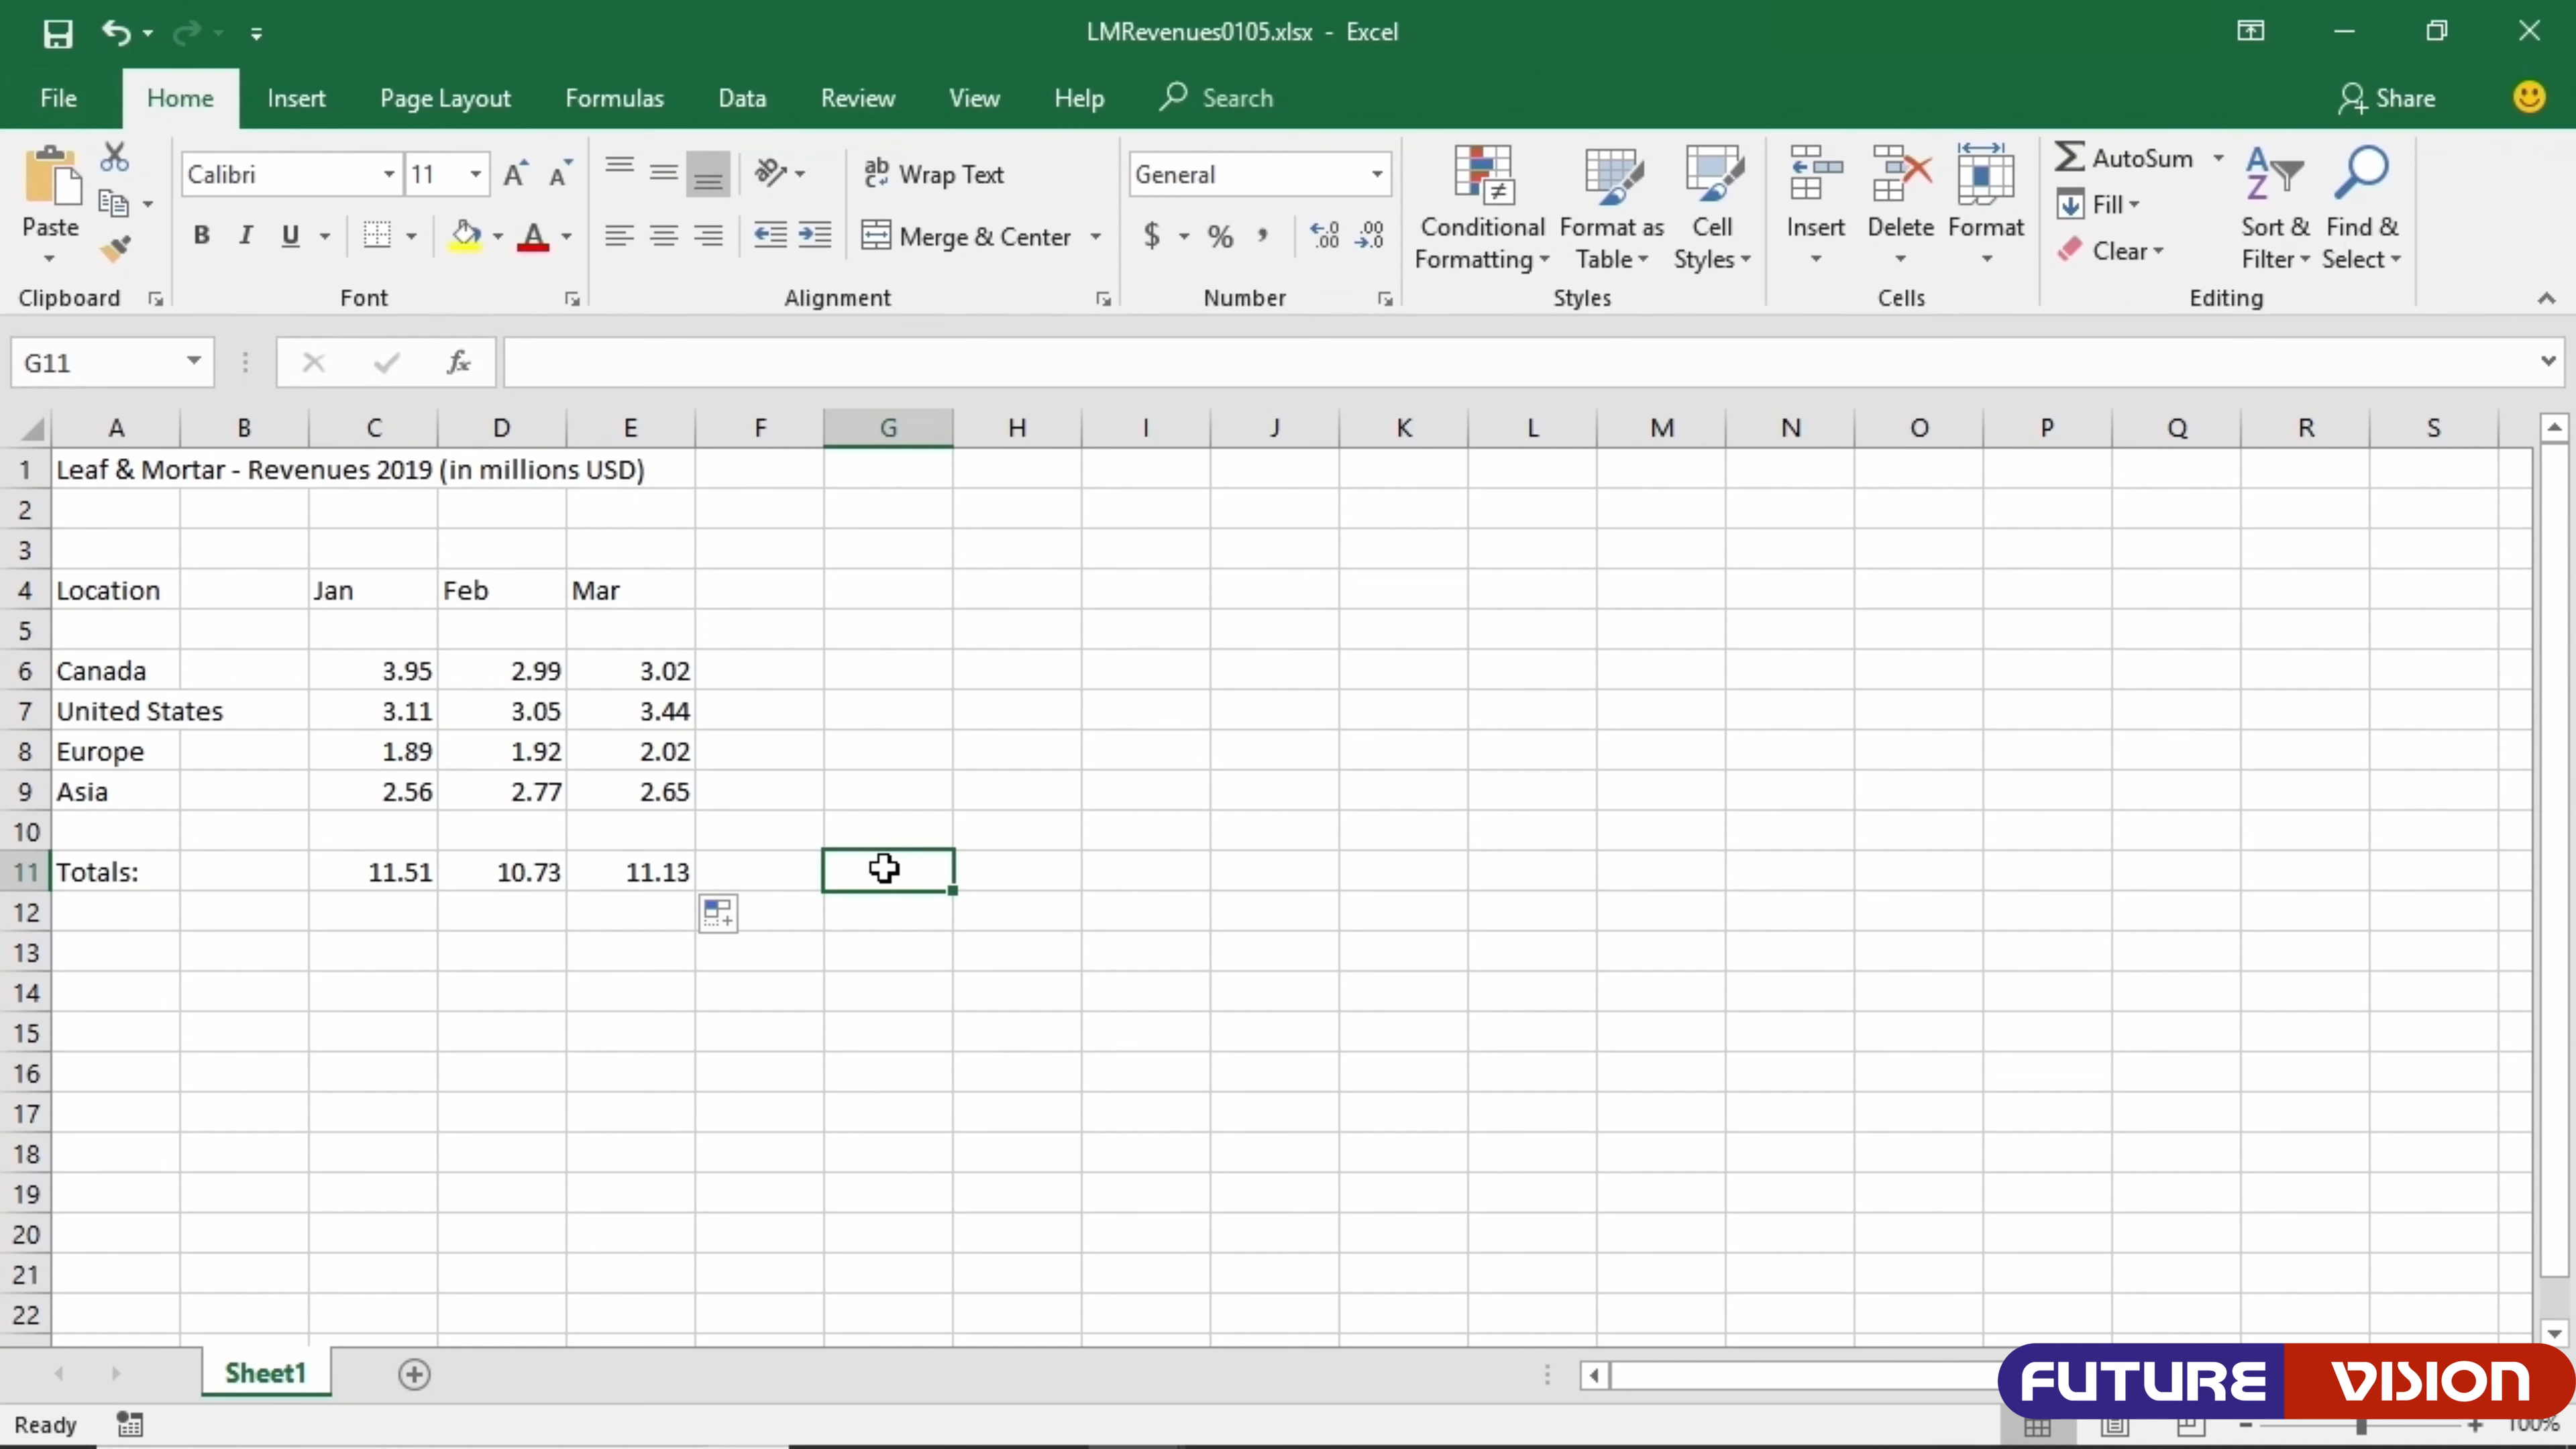 LMRevenues0105.xlsx - Excel
File Home Insert Page Layout Formulas Data Review View Help Search Share
Calibri 11 Wrap Text General AutoSum
Paste Conditional Format as Cell Insert Delete Format Fill Sort & Find &
B I U Merge & Center $ % , Formatting Table Styles Clear Filter Select
Clipboard Font Alignment Number Styles Cells Editing
G11 fx
A B C D E F G H I J K L M N O P Q R S
1 Leaf & Mortar - Revenues 2019 (in millions USD)
2
3
4 Location Jan Feb Mar
5
6 Canada 3.95 2.99 3.02
7 United States 3.11 3.05 3.44
8 Europe 1.89 1.92 2.02
9 Asia 2.56 2.77 2.65
10
11 Totals: 11.51 10.73 11.13
12
13
14
15
16
17
18
19
20
21
22
Sheet1
FUTURE VISION
Ready 100%